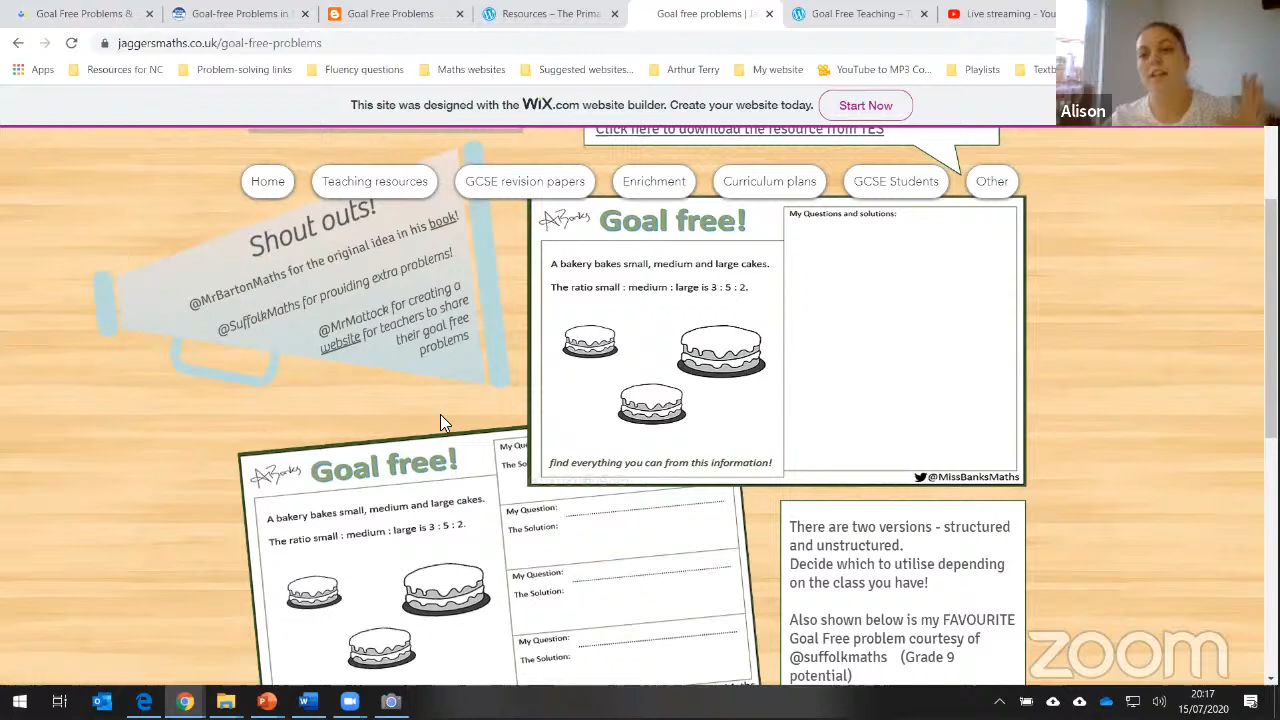 Goal Free Problems &
Goal-Free Problems in
Goal Free Problems
Resources – The Prima
Goal free problems | Ja
Goal Free Teaching – T
Live streaming - You
jaggersmaths.co.uk/goal-free-problems
Apps
Resources for NC
Problem-solving links
Fluency questions
Maths websites
Suggested websites...
Arthur Terry
My website
YouTube to MP3 Co...
Playlists
Textb
Alison
This site was designed with the WiX.com website builder. Create your website today.
Start Now
Click here to download the resource from TES
Home
Teaching resources
GCSE revision papers
Enrichment
Curriculum plans
GCSE Students
Other
Shout outs!
@MrBartonMaths for the original idea in his book!
@SuffolkMaths for providing extra problems!
@MrMattock for creating a
website for teachers to share
their goal free
problems
ABanks
Goal free!
A bakery bakes small, medium and large cakes.
The ratio small : medium : large is 3 : 5 : 2.
find everything you can from this information!
My Questions and solutions:
@MissBanksMaths
ABanks
Goal free!
A bakery bakes small, medium and large cakes.
The ratio small : medium : large is 3 : 5 : 2.
My Que
The So
My Question:
The Solution:
My Question:
The Solution:
My Question:
The Solution:
There are two versions - structured
and unstructured.
Decide which to utilise depending
on the class you have!
Also shown below is my FAVOURITE
Goal Free problem courtesy of
@suffolkmaths (Grade 9
potential)
zoom
20:17
15/07/2020